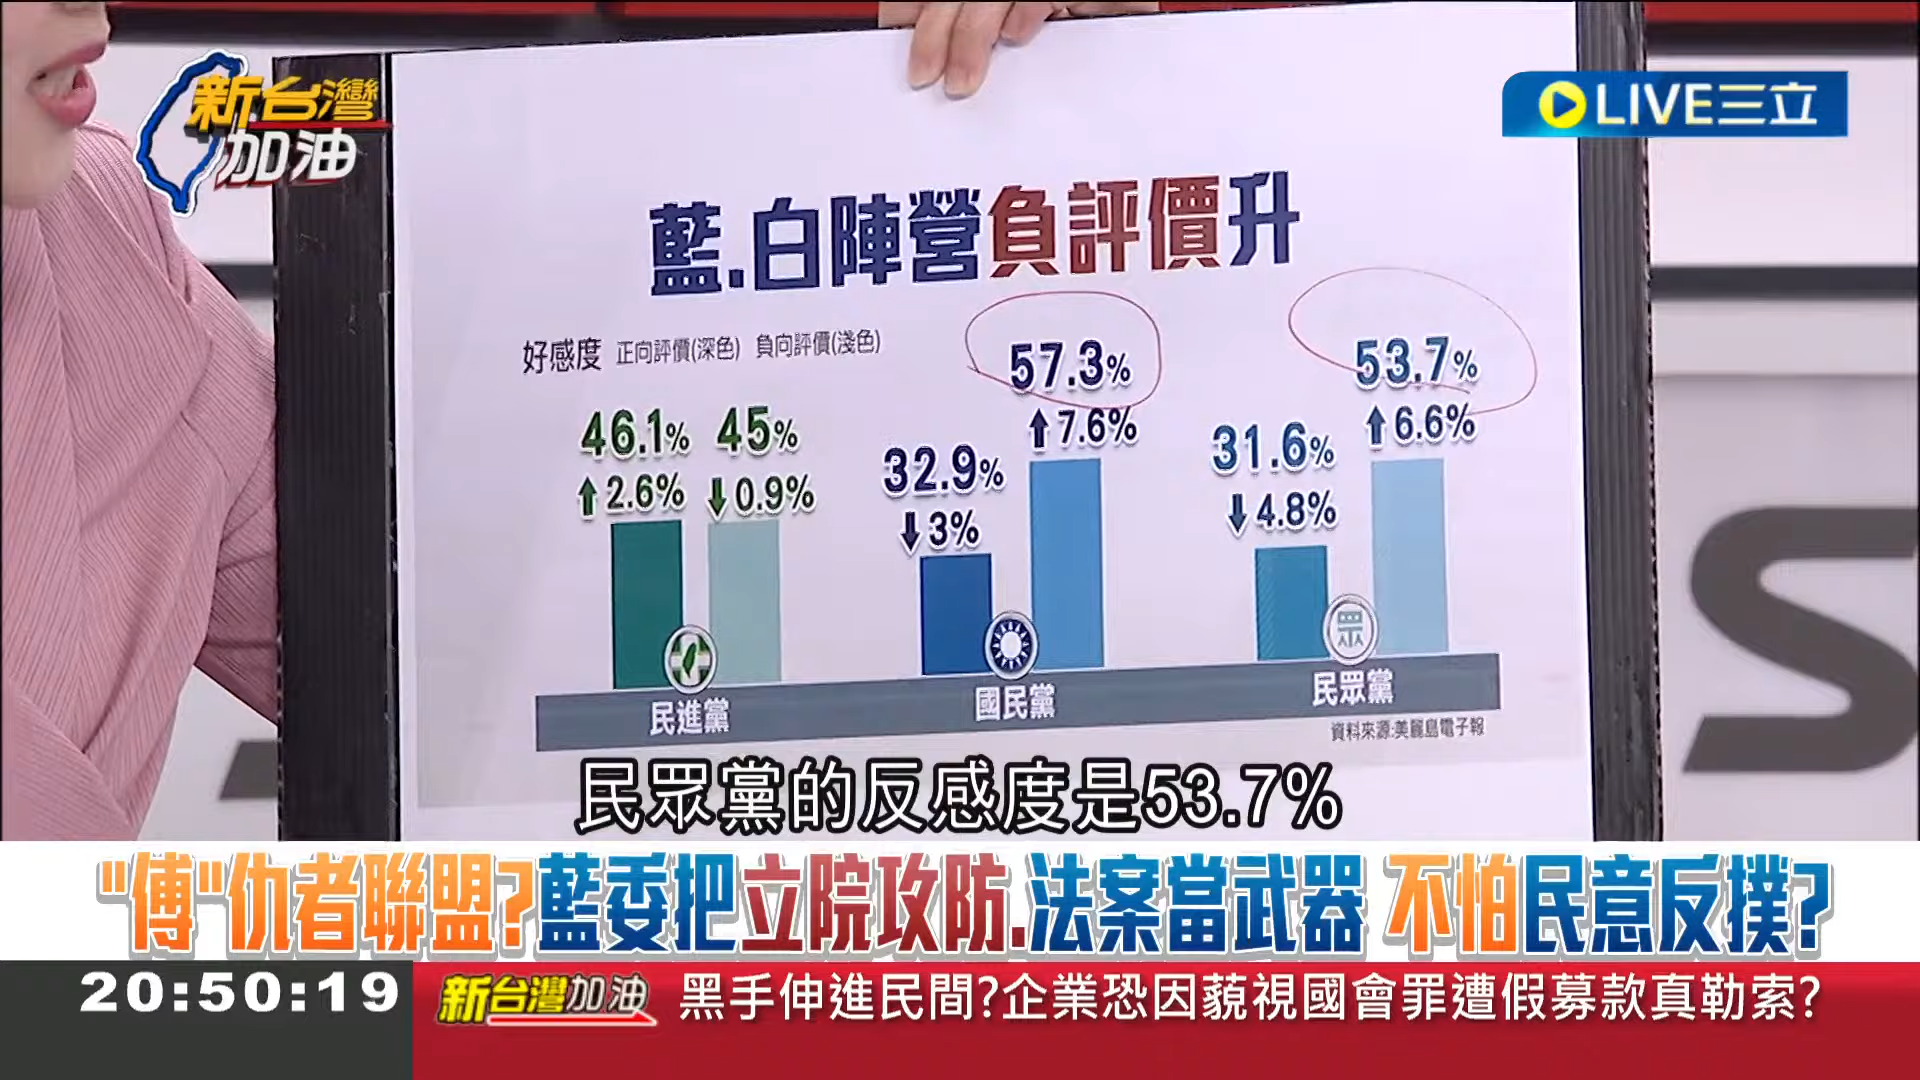 新台灣
加油
LIVE三立
藍.白陣營負評價升
好感度 正向評價(深色) 負向評價(淺色)
46.1% 45%
↑2.6% ↓0.9%
32.9% 57.3%
↓3% ↑7.6%
31.6% 53.7%
↓4.8% ↑6.6%
民進黨 國民黨 民眾黨
眾
資料來源:美麗島電子報
民眾黨的反感度是53.7%
"傅"仇者聯盟?藍委把立院攻防.法案當武器 不怕民意反撲?
20:50:19 新台灣加油 黑手伸進民間?企業恐因藐視國會罪遭假募款真勒索?
S